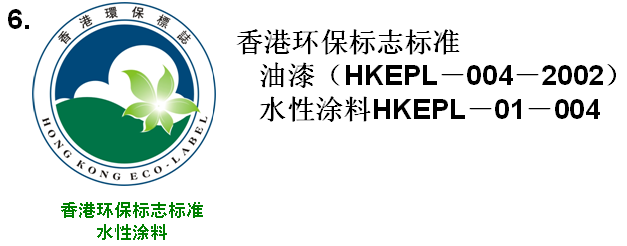 6.
香港環保標誌
HONG KONG ECO-LABEL
香港环保标志标准
水性涂料
香港环保标志标准
油漆（HKEPL－004－2002）
水性涂料HKEPL－01－004